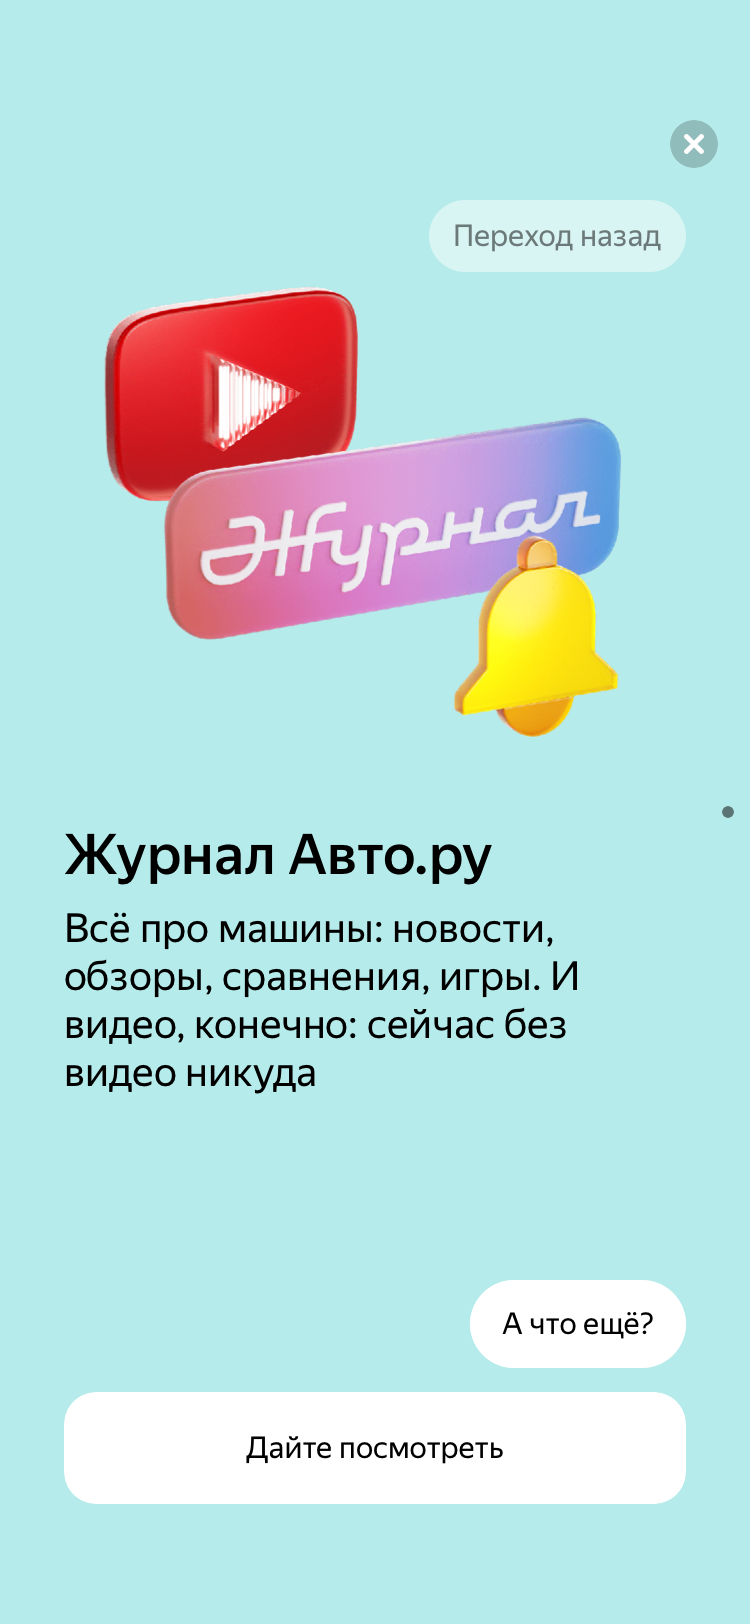 Переход назад
Журнал
Журнал Авто.ру
Всё про машины: новости,
обзоры, сравнения, игры. И
видео, конечно: сейчас без
видео никуда
А что ещё?
Дайте посмотреть